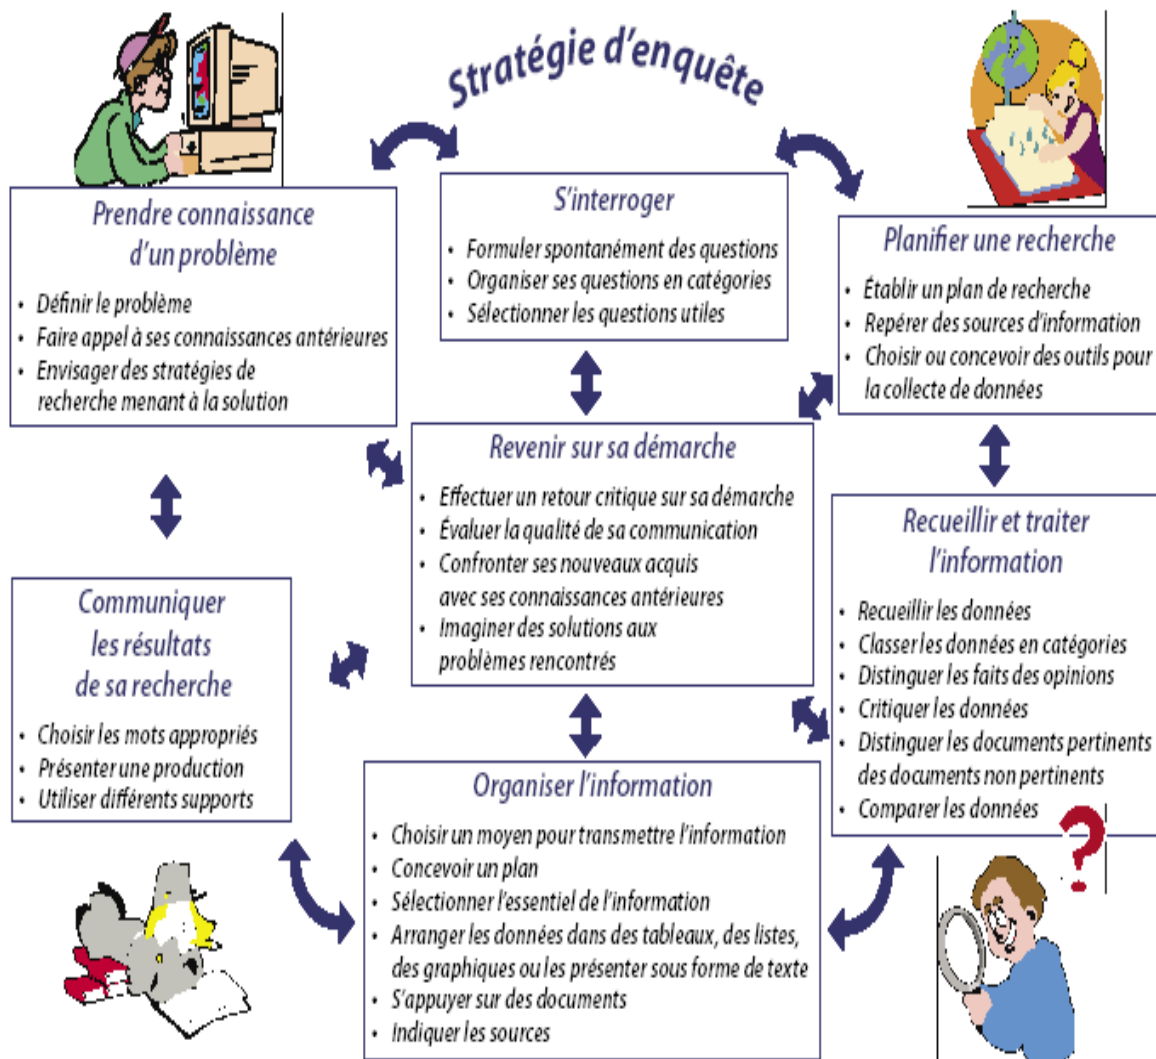 Stratégie d'enquête
Prendre connaissance
d'un problème
• Définir le problème
• Faire appel à ses connaissances antérieures
• Envisager des stratégies de
recherche menant à la solution
S'interroger
• Formuler spontanément des questions
• Organiser ses questions en catégories
• Sélectionner les questions utiles
Planifier une recherche
• Établir un plan de recherche
• Repérer des sources d'information
• Choisir ou concevoir des outils pour
la collecte de données
Revenir sur sa démarche
• Effectuer un retour critique sur sa démarche
• Évaluer la qualité de sa communication
• Confronter ses nouveaux acquis
avec ses connaissances antérieures
• Imaginer des solutions aux
problèmes rencontrés
Recueillir et traiter
l'information
• Recueillir les données
• Classer les données en catégories
• Distinguer les faits des opinions
• Critiquer les données
• Distinguer les documents pertinents
des documents non pertinents
• Comparer les données
Communiquer
les résultats
de sa recherche
• Choisir les mots appropriés
• Présenter une production
• Utiliser différents supports
Organiser l'information
• Choisir un moyen pour transmettre l'information
• Concevoir un plan
• Sélectionner l'essentiel de l'information
• Arranger les données dans des tableaux, des listes,
des graphiques ou les présenter sous forme de texte
• S'appuyer sur des documents
• Indiquer les sources
?